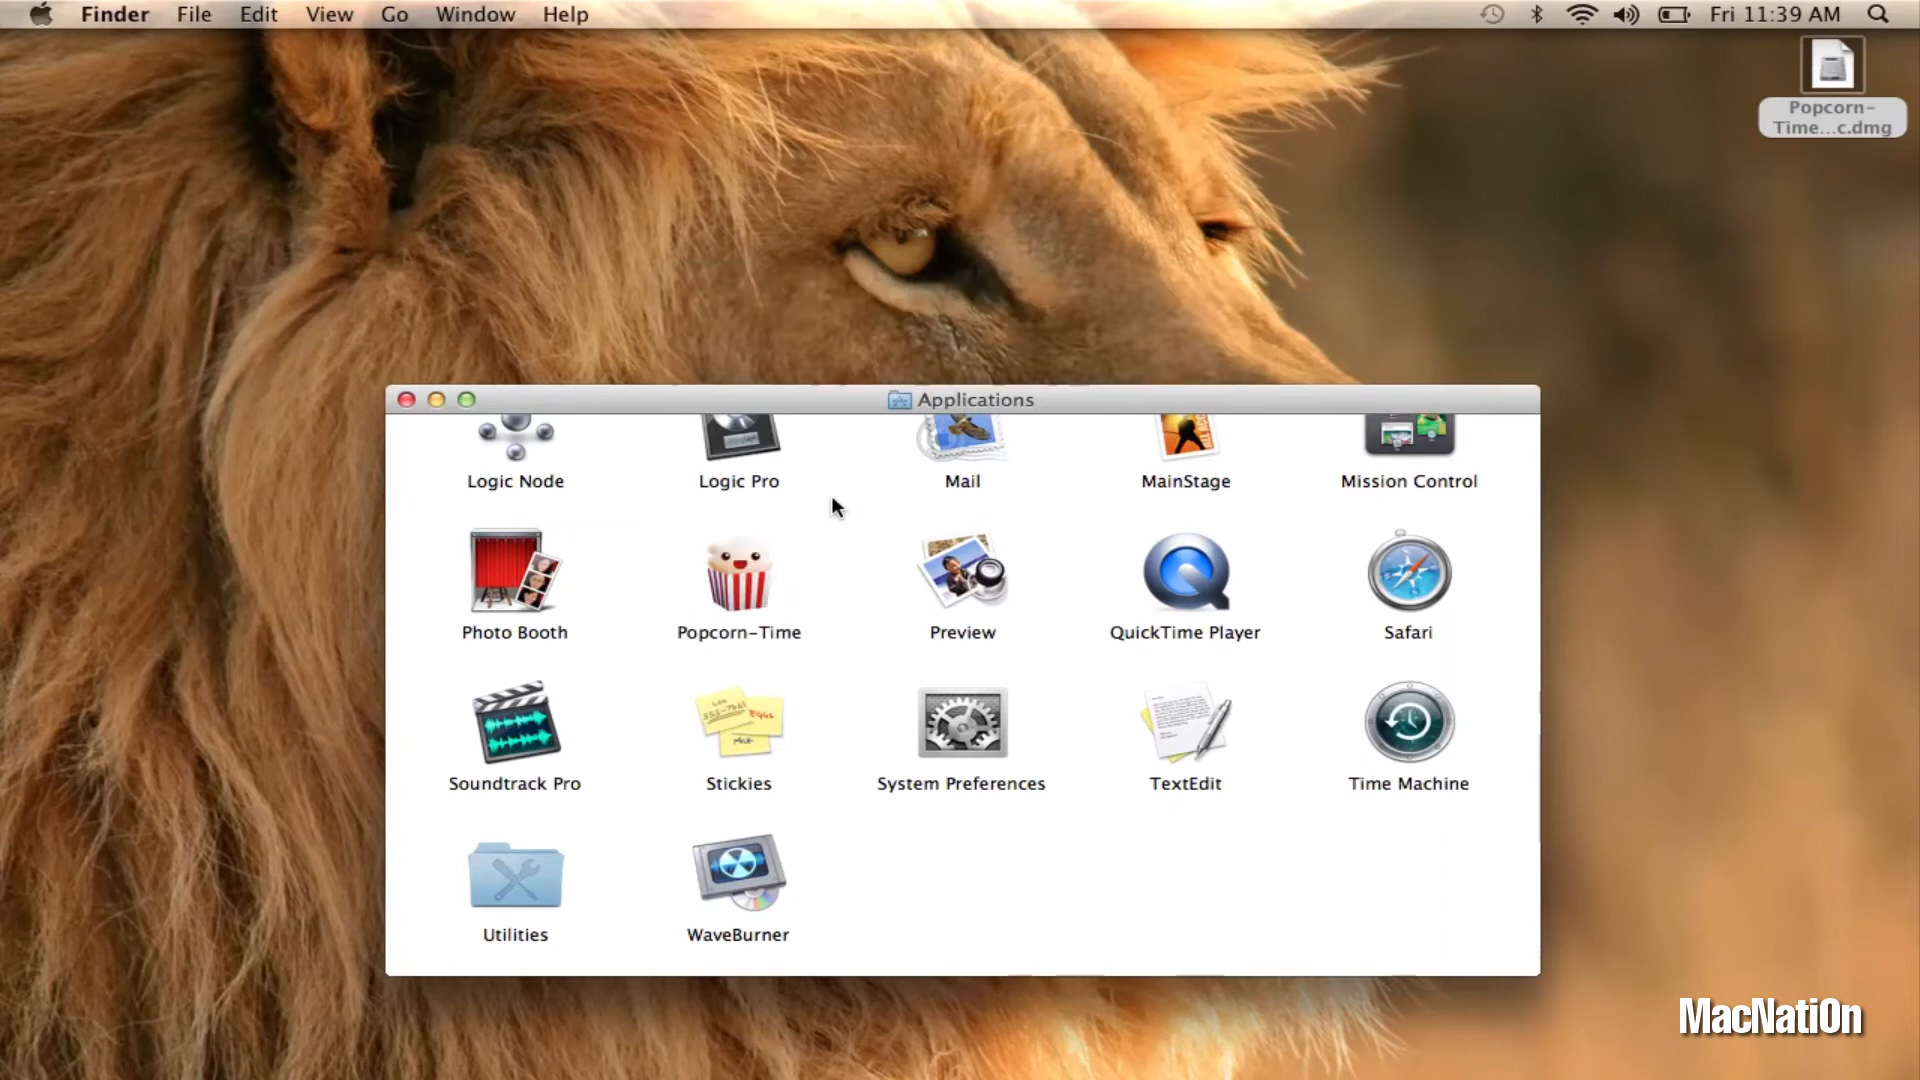 Finder File Edit View Go Window Help Fri 11:39 AM
Popcorn-
Time...c.dmg
Applications
Logic Node Logic Pro Mail MainStage Mission Control
Photo Booth Popcorn-Time Preview QuickTime Player Safari
Soundtrack Pro Stickies System Preferences TextEdit Time Machine
Utilities WaveBurner
MacNatiOn